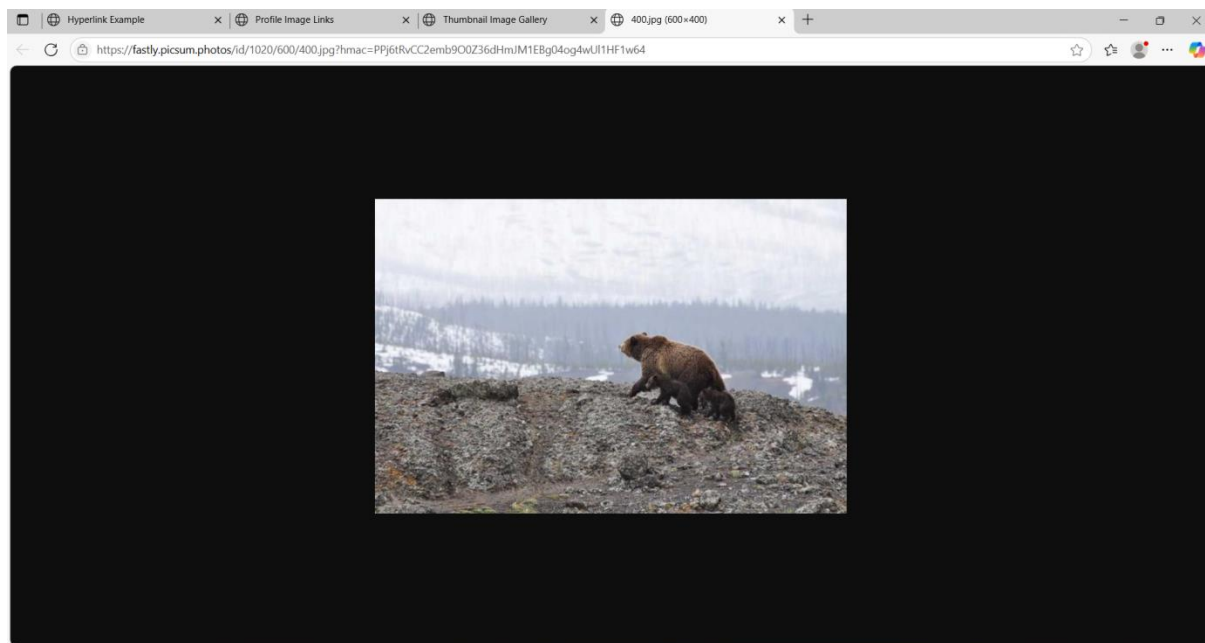 Hyperlink Example
Profile Image Links
Thumbnail Image Gallery
400.jpg (600×400)
https://fastly.picsum.photos/id/1020/600/400.jpg?hmac=PPj6tRvCC2emb9O0Z36dHmJM1EBg04og4wUl1HF1w64